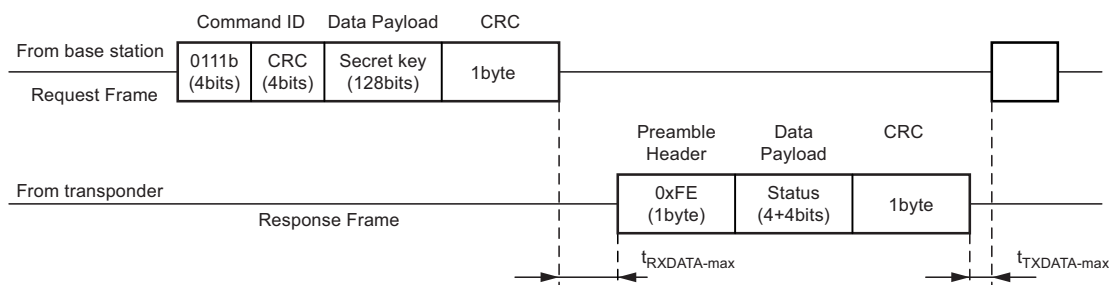 Command ID
Data Payload
CRC
From base station
0111b
(4bits)
CRC
(4bits)
Secret key
(128bits)
1byte
Request Frame
Preamble
Header
Data
Payload
CRC
From transponder
0xFE
(1byte)
Status
(4+4bits)
1byte
Response Frame
tRXDATA-max
tTXDATA-max